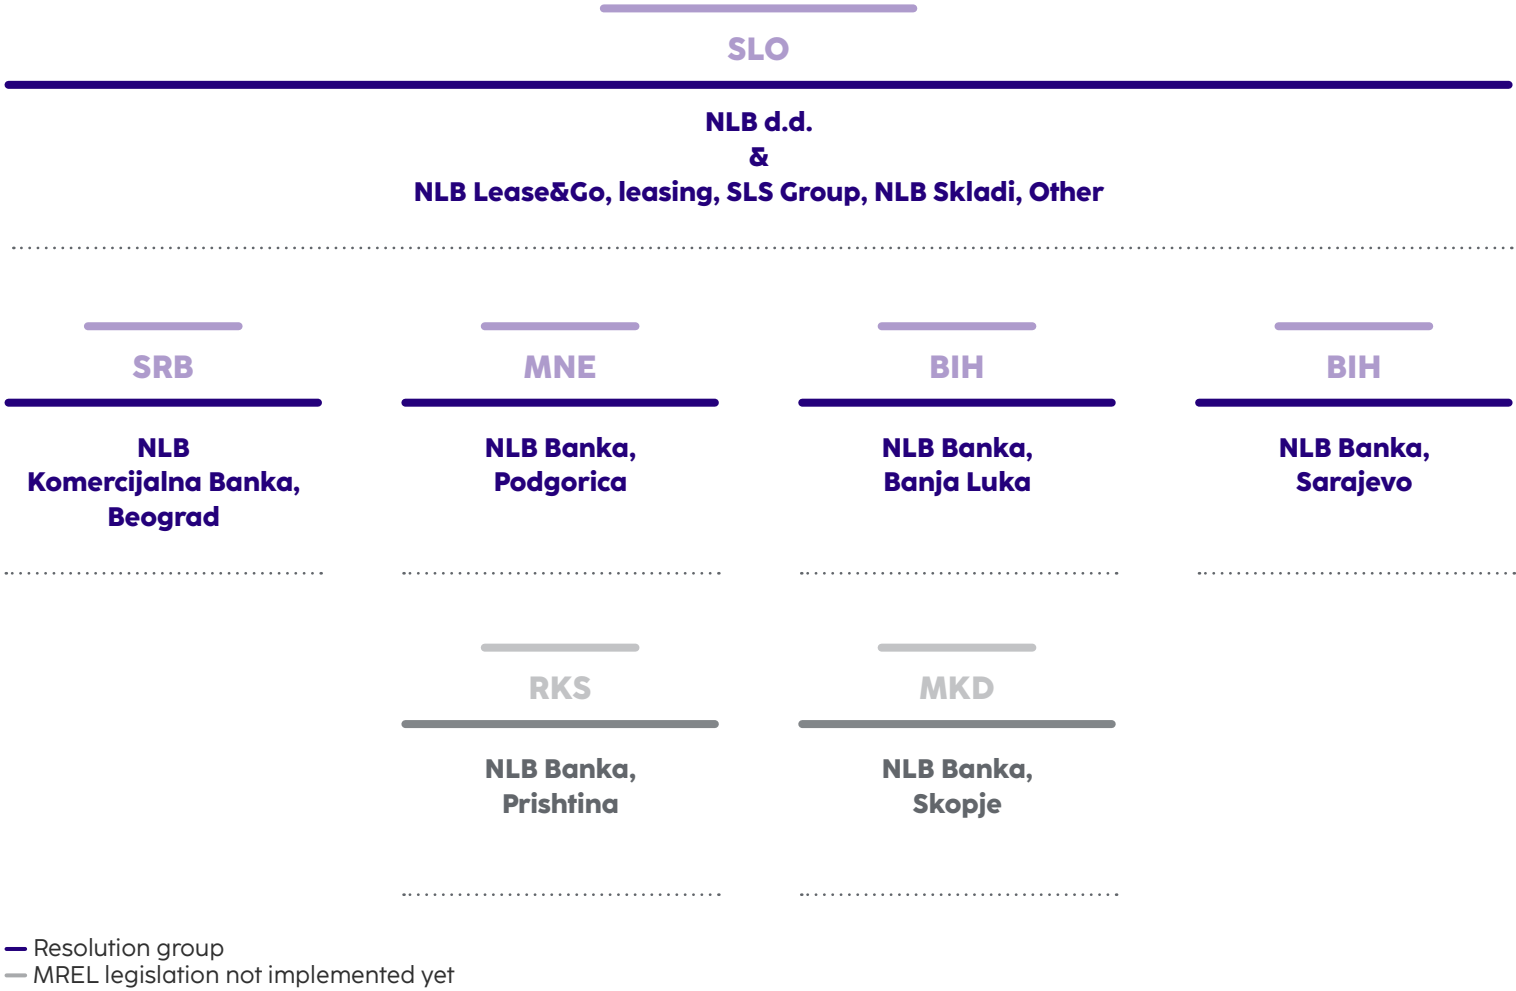 SLO
NLB d.d.
&
NLB Lease&Go, leasing, SLS Group, NLB Skladi, Other
SRB
NLB
Komercijalna Banka,
Beograd
MNE
NLB Banka,
Podgorica
BIH
NLB Banka,
Banja Luka
BIH
NLB Banka,
Sarajevo
RKS
NLB Banka,
Prishtina
MKD
NLB Banka,
Skopje
Resolution group
MREL legislation not implemented yet